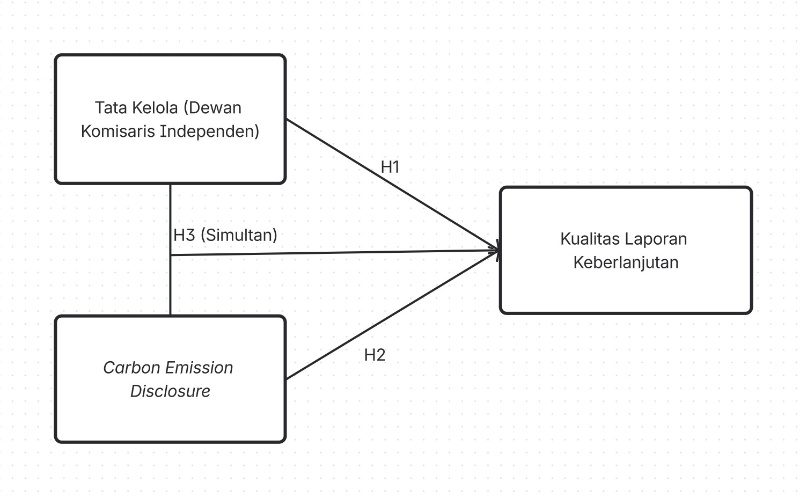 Tata Kelola (Dewan
Komisaris Independen)
H1
H3 (Simultan)
Kualitas Laporan
Keberlanjutan
H2
Carbon Emission
Disclosure